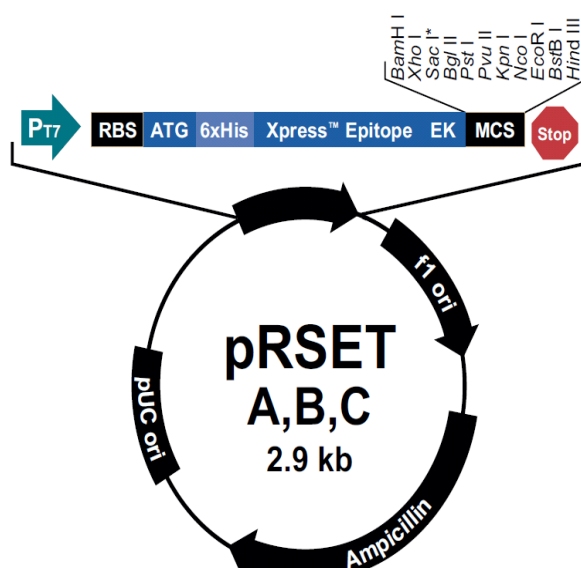 BamH I
Xho I
Sac I*
Bgl II
Pst I
Pvu II
Kpn I
Nco I
EcoR I
BstB I
Hind III
PT7 RBS ATG 6xHis Xpress™ Epitope EK MCS Stop
f1 ori
pRSET
A,B,C
2.9 kb
pUC ori
Ampicillin